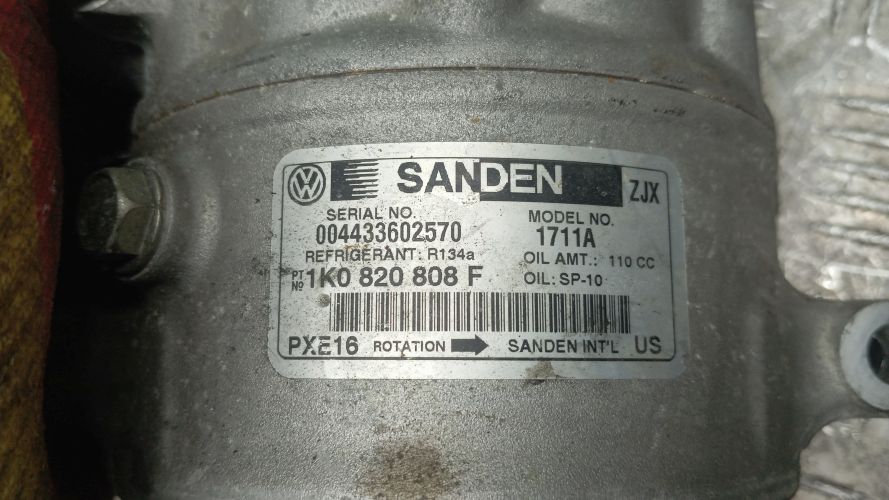 VW SANDEN ZJX
SERIAL NO. MODEL NO.
004433602570 1711A
REFRIGERANT: R134a OIL AMT.: 110 CC
PT Nº 1K0 820 808 F OIL: SP-10
PXE16 ROTATION SANDEN INT'L US